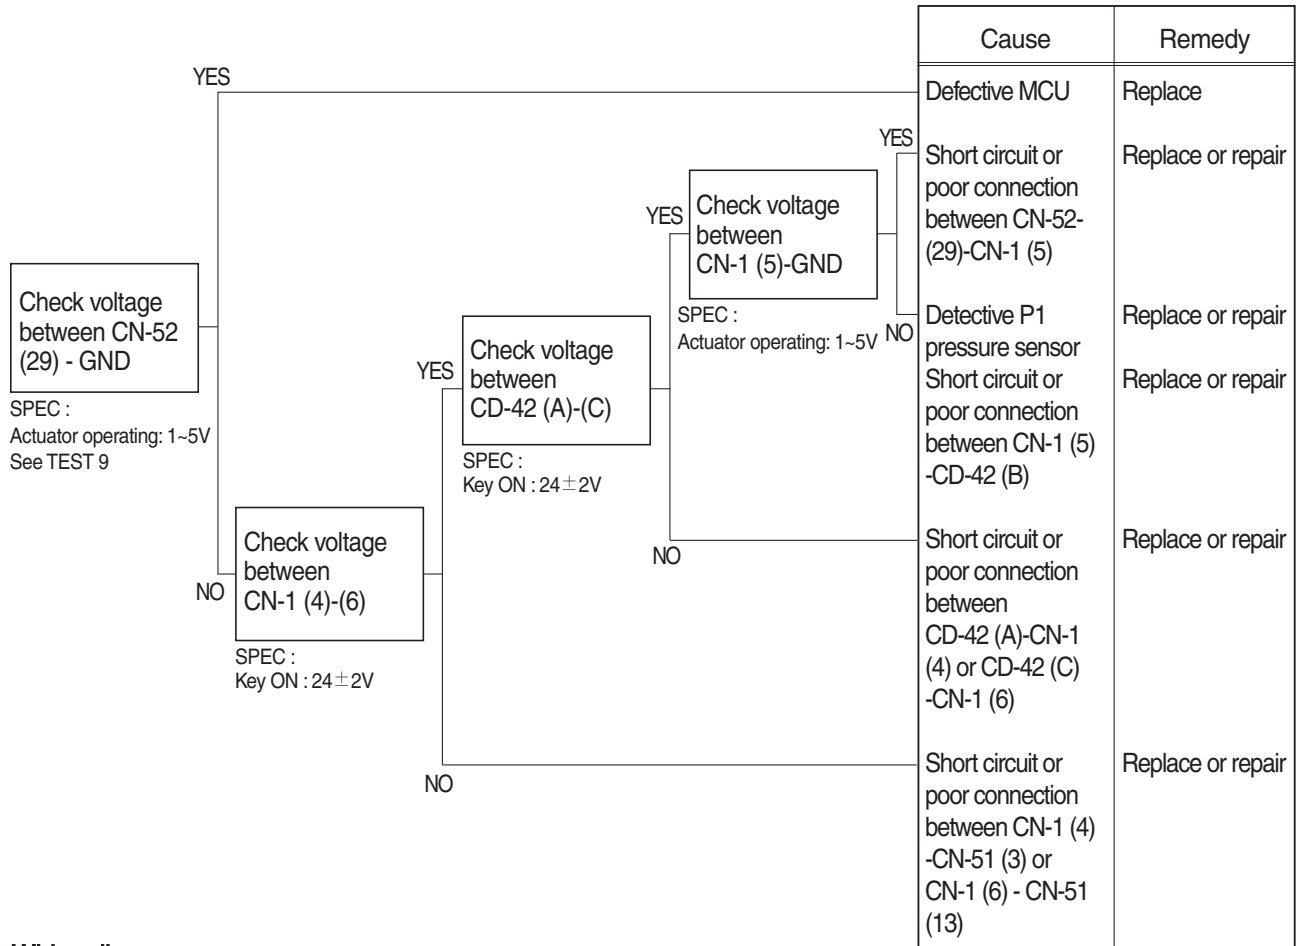 Cause
Remedy
YES
Defective MCU
Replace
YES
Short circuit or
poor connection
between CN-52-
(29)-CN-1 (5)
Replace or repair
YES
Check voltage
between
CN-1 (5)-GND
SPEC :
Actuator operating: 1~5V
NO
Detective P1
pressure sensor
Replace or repair
Short circuit or
poor connection
between CN-1 (5)
-CD-42 (B)
Replace or repair
Check voltage
between CN-52
(29) - GND
SPEC :
Actuator operating: 1~5V
See TEST 9
YES
Check voltage
between
CD-42 (A)-(C)
SPEC :
Key ON : 24±2V
NO
Short circuit or
poor connection
between
CD-42 (A)-CN-1
(4) or CD-42 (C)
-CN-1 (6)
Replace or repair
NO
Check voltage
between
CN-1 (4)-(6)
SPEC :
Key ON : 24±2V
NO
Short circuit or
poor connection
between CN-1 (4)
-CN-51 (3) or
CN-1 (6) - CN-51
(13)
Replace or repair